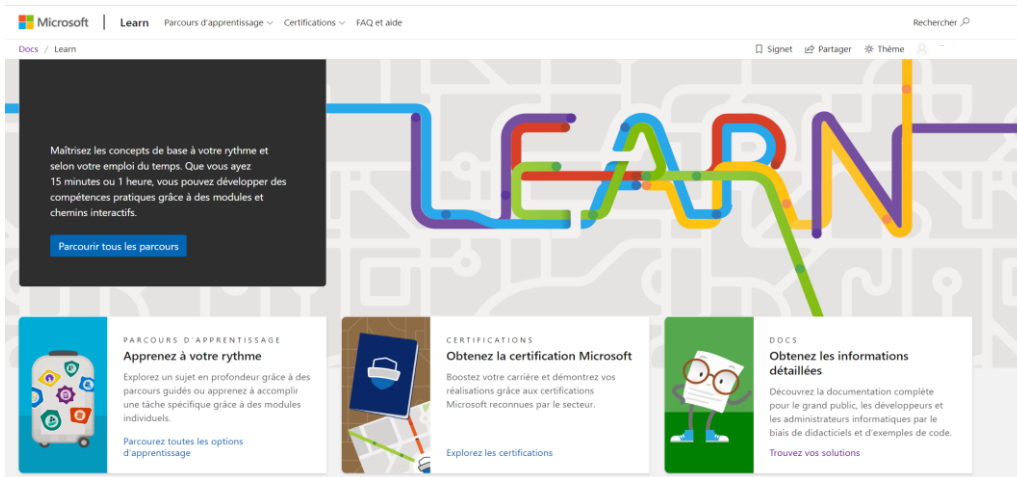 Microsoft | Learn Parcours d'apprentissage Certifications FAQ et aide Rechercher
Docs / Learn Signet Partager Thème
LEARN
Maîtrisez les concepts de base à votre rythme et
selon votre emploi du temps. Que vous ayez
15 minutes ou 1 heure, vous pouvez développer des
compétences pratiques grâce à des modules et
chemins interactifs.
Parcourir tous les parcours
PARCOURS D'APPRENTISSAGE
Apprenez à votre rythme
Explorez un sujet en profondeur grâce à des
parcours guidés ou apprenez à accomplir
une tâche spécifique grâce à des modules
individuels.
Parcourez toutes les options
d'apprentissage
CERTIFICATIONS
Obtenez la certification Microsoft
Boostez votre carrière et démontrez vos
réalisations grâce aux certifications
Microsoft reconnues par le secteur.
Explorez les certifications
DOCS
Obtenez les informations
détaillées
Découvrez la documentation complète
pour le grand public, les développeurs et
les administrateurs informatiques par le
biais de didacticiels et d'exemples de code.
Trouvez vos solutions